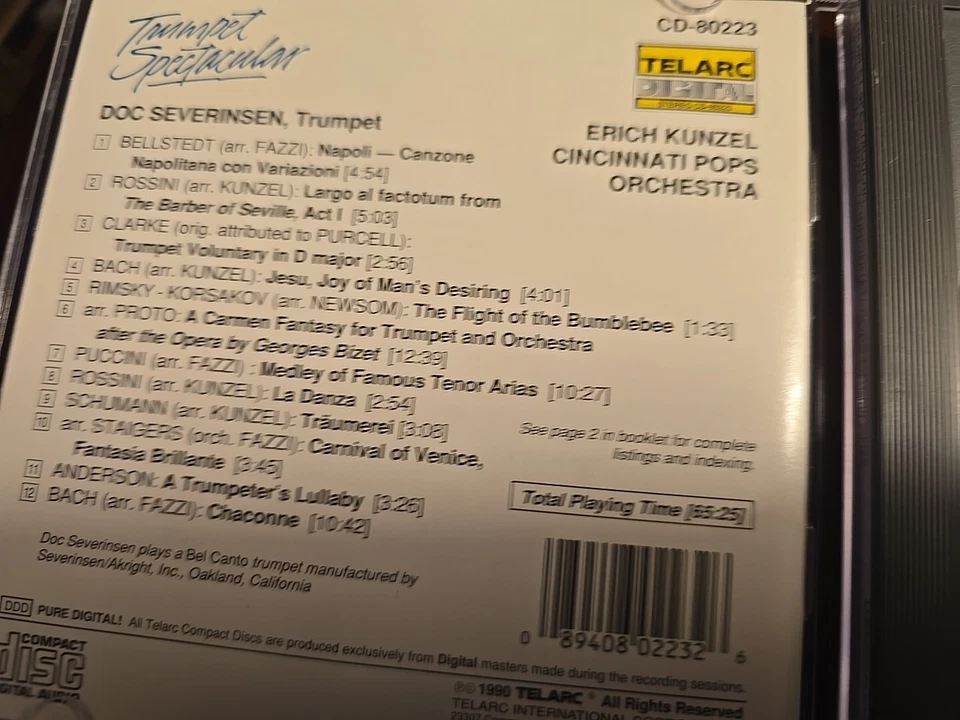 Trumpet
Spectacular
CD-80223
TELARC
DIGITAL
DOC SEVERINSEN, Trumpet
ERICH KUNZEL
CINCINNATI POPS
ORCHESTRA
1 BELLSTEDT (arr. FAZZI): Napoli — Canzone
Napolitana con Variazioni [4:54]
2 ROSSINI (arr. KUNZEL): Largo al factotum from
The Barber of Seville, Act I [5:03]
3 CLARKE (orig. attributed to PURCELL):
Trumpet Voluntary in D major [2:56]
4 BACH (arr. KUNZEL): Jesu, Joy of Man's Desiring [4:01]
5 RIMSKY-KORSAKOV (arr. NEWSOM): The Flight of the Bumblebee [1:33]
6 arr. PROTO: A Carmen Fantasy for Trumpet and Orchestra
after the Opera by Georges Bizet [12:39]
7 PUCCINI (arr. FAZZI) : Medley of Famous Tenor Arias [10:27]
8 ROSSINI (arr. KUNZEL): La Danza [2:54]
9 SCHUMANN (arr. KUNZEL): Träumerei [3:08]
10 arr. STAIGERS (orch. FAZZI): Carnival of Venice,
Fantasia Brillante [3:45]
11 ANDERSON: A Trumpeter's Lullaby [3:26]
12 BACH (arr. FAZZI): Chaconne [10:42]
See page 2 in booklet for complete
listings and indexing.
Total Playing Time [65:25]
Doc Severinsen plays a Bel Canto trumpet manufactured by
Severinsen/Akright, Inc., Oakland, California
0 89408-02232 6
DDD PURE DIGITAL! All Telarc Compact Discs are produced exclusively from Digital masters made during the recording sessions.
COMPACT
disc
DIGITAL AUDIO
℗© 1990 TELARC® All Rights Reserved
TELARC INTERNATIONAL